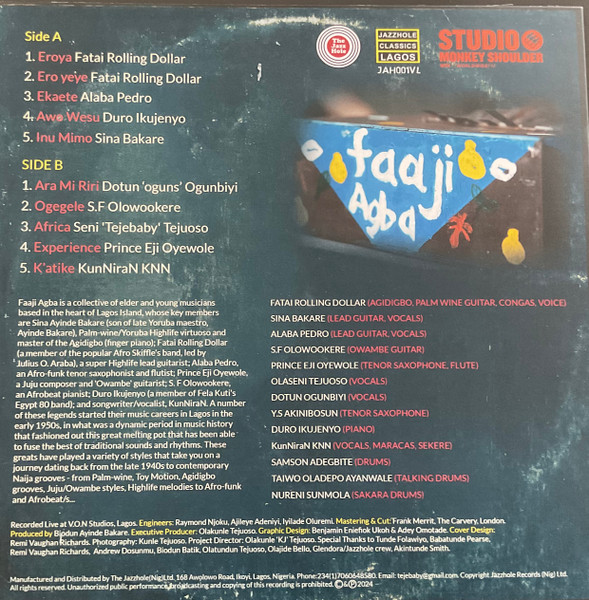 Side A
1. Eroya Fatai Rolling Dollar
2. Ero yeye Fatai Rolling Dollar
3. Ekaete Alaba Pedro
4. Awa Wesu Duro Ikujenyo
5. Inu Mimo Sina Bakare
SIDE B
1. Ara Mi Riri Dotun 'oguns' Ogunbiyi
2. Ogegele S.F Olowookere
3. Africa Seni 'Tejebaby' Tejuoso
4. Experience Prince Eji Oyewole
5. K'atike KunNiraN KNN
The
Jazz
Hole
JAZZHOLE
CLASSICS
LAGOS
JAH001VL
STUDIO
MONKEY SHOULDER
faaji
Agba
Faaji Agba is a collective of elder and young musicians
based in the heart of Lagos Island, whose key members
are Sina Ayinde Bakare (son of late Yoruba maestro,
Ayinde Bakare), Palm-wine/Yoruba Highlife virtuoso and
master of the Agidigbo (finger piano); Fatai Rolling Dollar
(a member of the popular Afro Skiffle's band, led by
Julius O. Araba), a super Highlife lead guitarist; Alaba Pedro,
an Afro-funk tenor saxophonist and flutist; Prince Eji Oyewole,
a Juju composer and 'Owambe' guitarist; S. F Olowookere,
an Afrobeat pianist; Duro Ikujenyo (a member of Fela Kuti's
Egypt 80 band); and songwriter/vocalist, KunNiraN. A number
of these legends started their music careers in Lagos in the
early 1950s, in what was a dynamic period in music history
that fashioned out this great melting pot that has been able
to fuse the best of traditional sounds and rhythms. These
greats have played a variety of styles that take you on a
journey dating back from the late 1940s to contemporary
Naija grooves - from Palm-wine, Toy Motion, Agidigbo
grooves, Juju/Owambe styles, Highlife melodies to Afro-funk
and Afrobeat/s...
FATAI ROLLING DOLLAR (AGIDIGBO, PALM WINE GUITAR, CONGAS, VOICE)
SINA BAKARE (LEAD GUITAR, VOCALS)
ALABA PEDRO (LEAD GUITAR, VOCALS)
S.F OLOWOOKERE (OWAMBE GUITAR)
PRINCE EJI OYEWOLE (TENOR SAXOPHONE, FLUTE)
OLASENI TEJUOSO (VOCALS)
DOTUN OGUNBIYI (VOCALS)
Y.S AKINIBOSUN (TENOR SAXOPHONE)
DURO IKUJENYO (PIANO)
KunNiraN KNN (VOCALS, MARACAS, SEKERE)
SAMSON ADEGBITE (DRUMS)
TAIWO OLADEPO AYANWALE (TALKING DRUMS)
NURENI SUNMOLA (SAKARA DRUMS)
Recorded Live at V.O.N Studios, Lagos. Engineers: Raymond Njoku, Ajileye Adeniyi, Iyilade Oluremi. Mastering & Cut: Frank Merrit, The Carvery, London.
Produced by Biodun Ayinde Bakare. Executive Producer: Olakunle Tejuoso. Graphic Design: Benjamin Eniefiok Ukoh & Adey Omotade. Cover Design:
Remi Vaughan Richards. Photography: Kunle Tejuoso. Project Director: Olakunle 'KJ' Tejuoso. Special Thanks to Tunde Folawiyo, Babatunde Pearse,
Remi Vaughan Richards, Andrew Dosunmu, Biodun Batik, Olatundun Tejuoso, Olajide Bello, Glendora/Jazzhole crew, Akintunde Smith.
Manufactured and Distributed by The Jazzhole(Nig)Ltd. 168 Awolowo Road, Ikoyi, Lagos, Nigeria. Phone:234(1)7060648580. Email: tejebaby@gmail.com. Copyright Jazzhole Records (Nig) Ltd.
All rights reserved. Unauthorized public performance, broadcasting and copying of this recording is prohibited. ©&℗2024